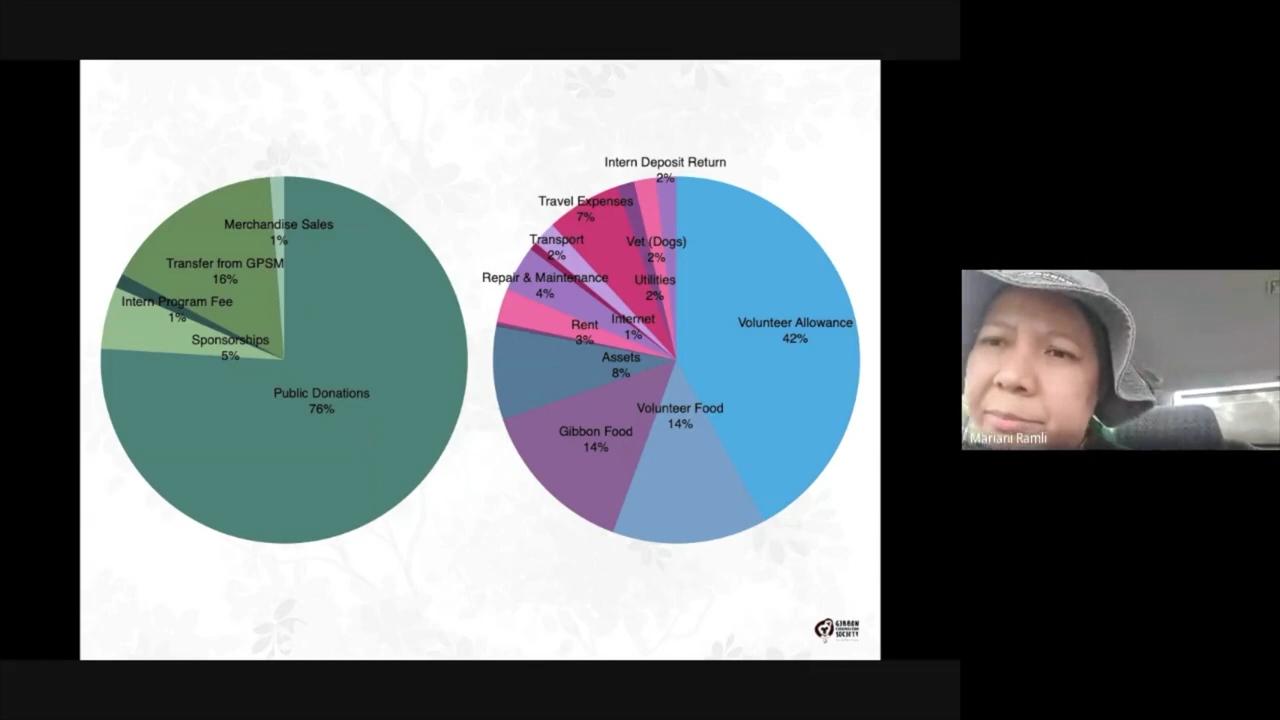 Merchandise Sales
1%
Transfer from GPSM
16%
Intern Program Fee
1%
Sponsorships
5%
Public Donations
76%
Intern Deposit Return
2%
Travel Expenses
7%
Transport
2%
Vet (Dogs)
2%
Repair & Maintenance
4%
Utilities
2%
Internet
1%
Rent
3%
Assets
8%
Volunteer Allowance
42%
Volunteer Food
14%
Gibbon Food
14%
GIBBON
SOCIETY
Mariani Ramli